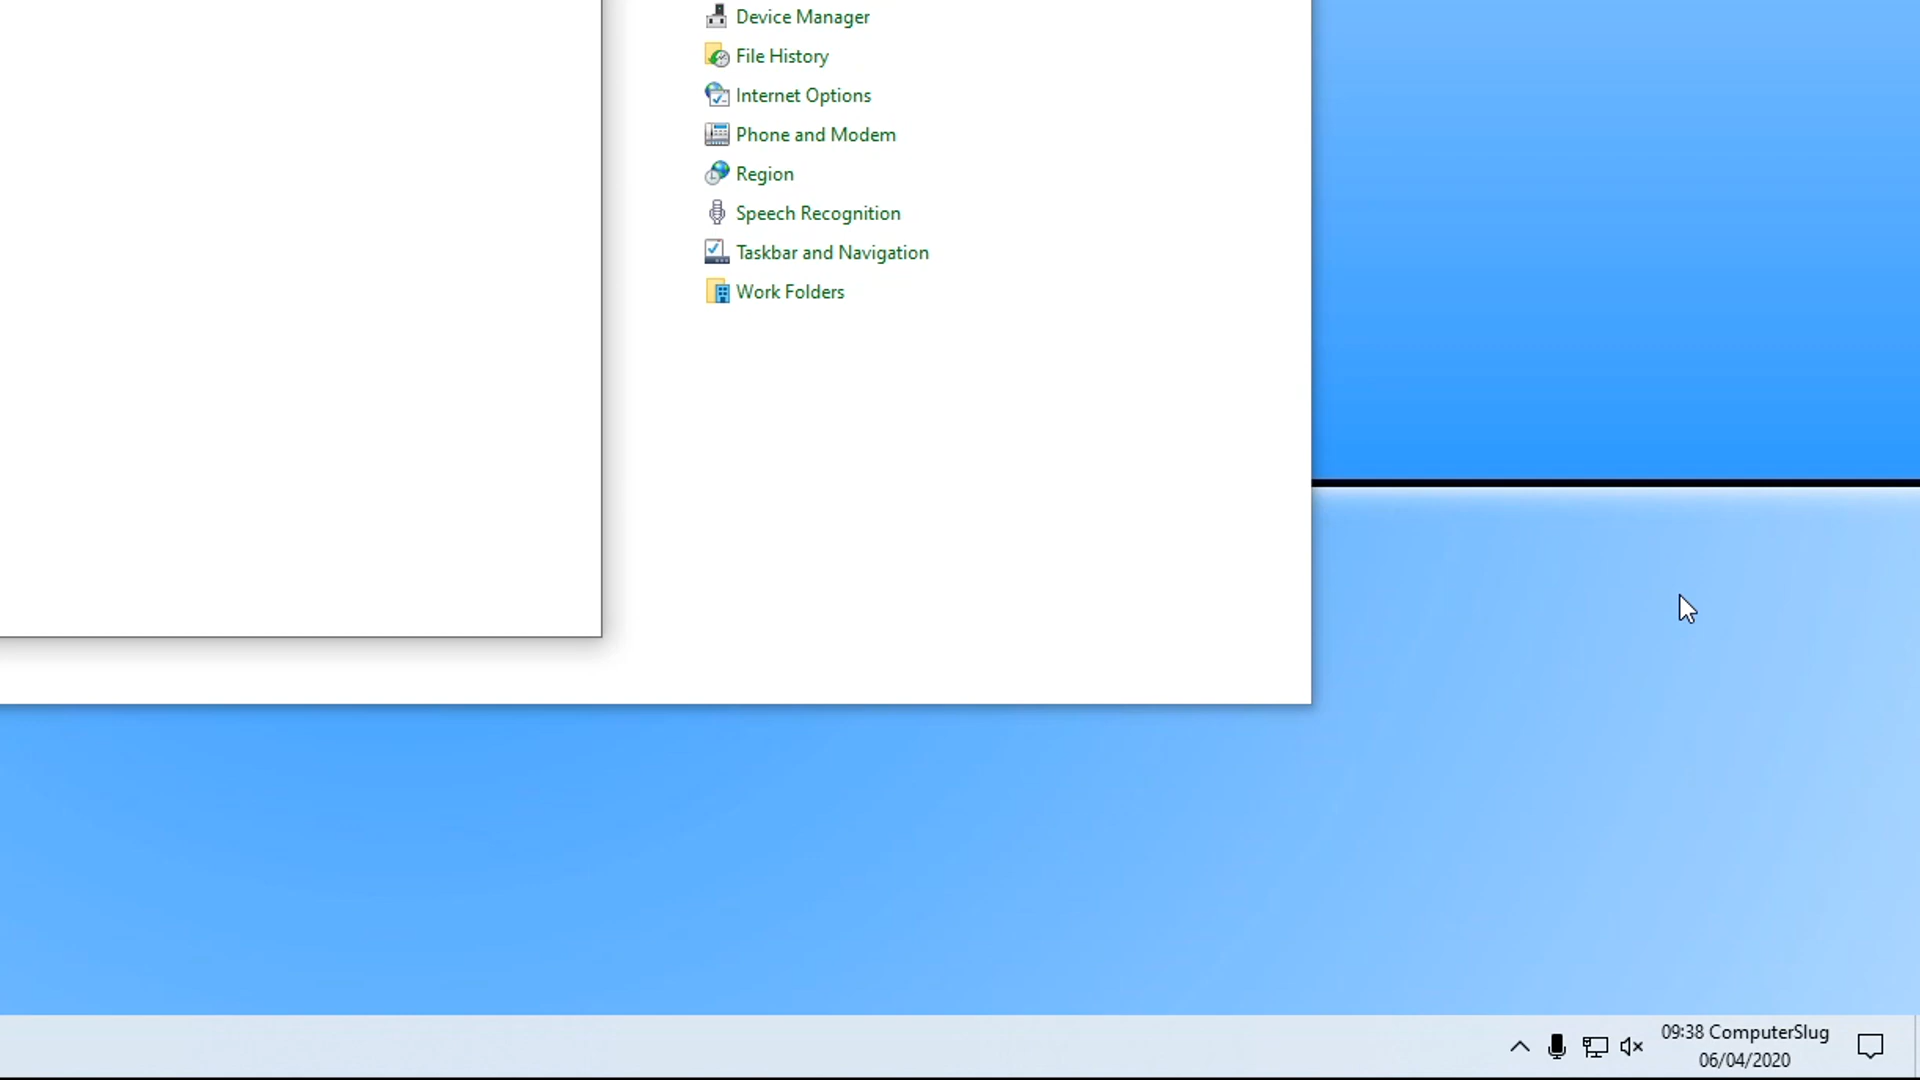 Device Manager
File History
Internet Options
Phone and Modem
Region
Speech Recognition
Taskbar and Navigation
Work Folders
09:38 ComputerSlug
06/04/2020